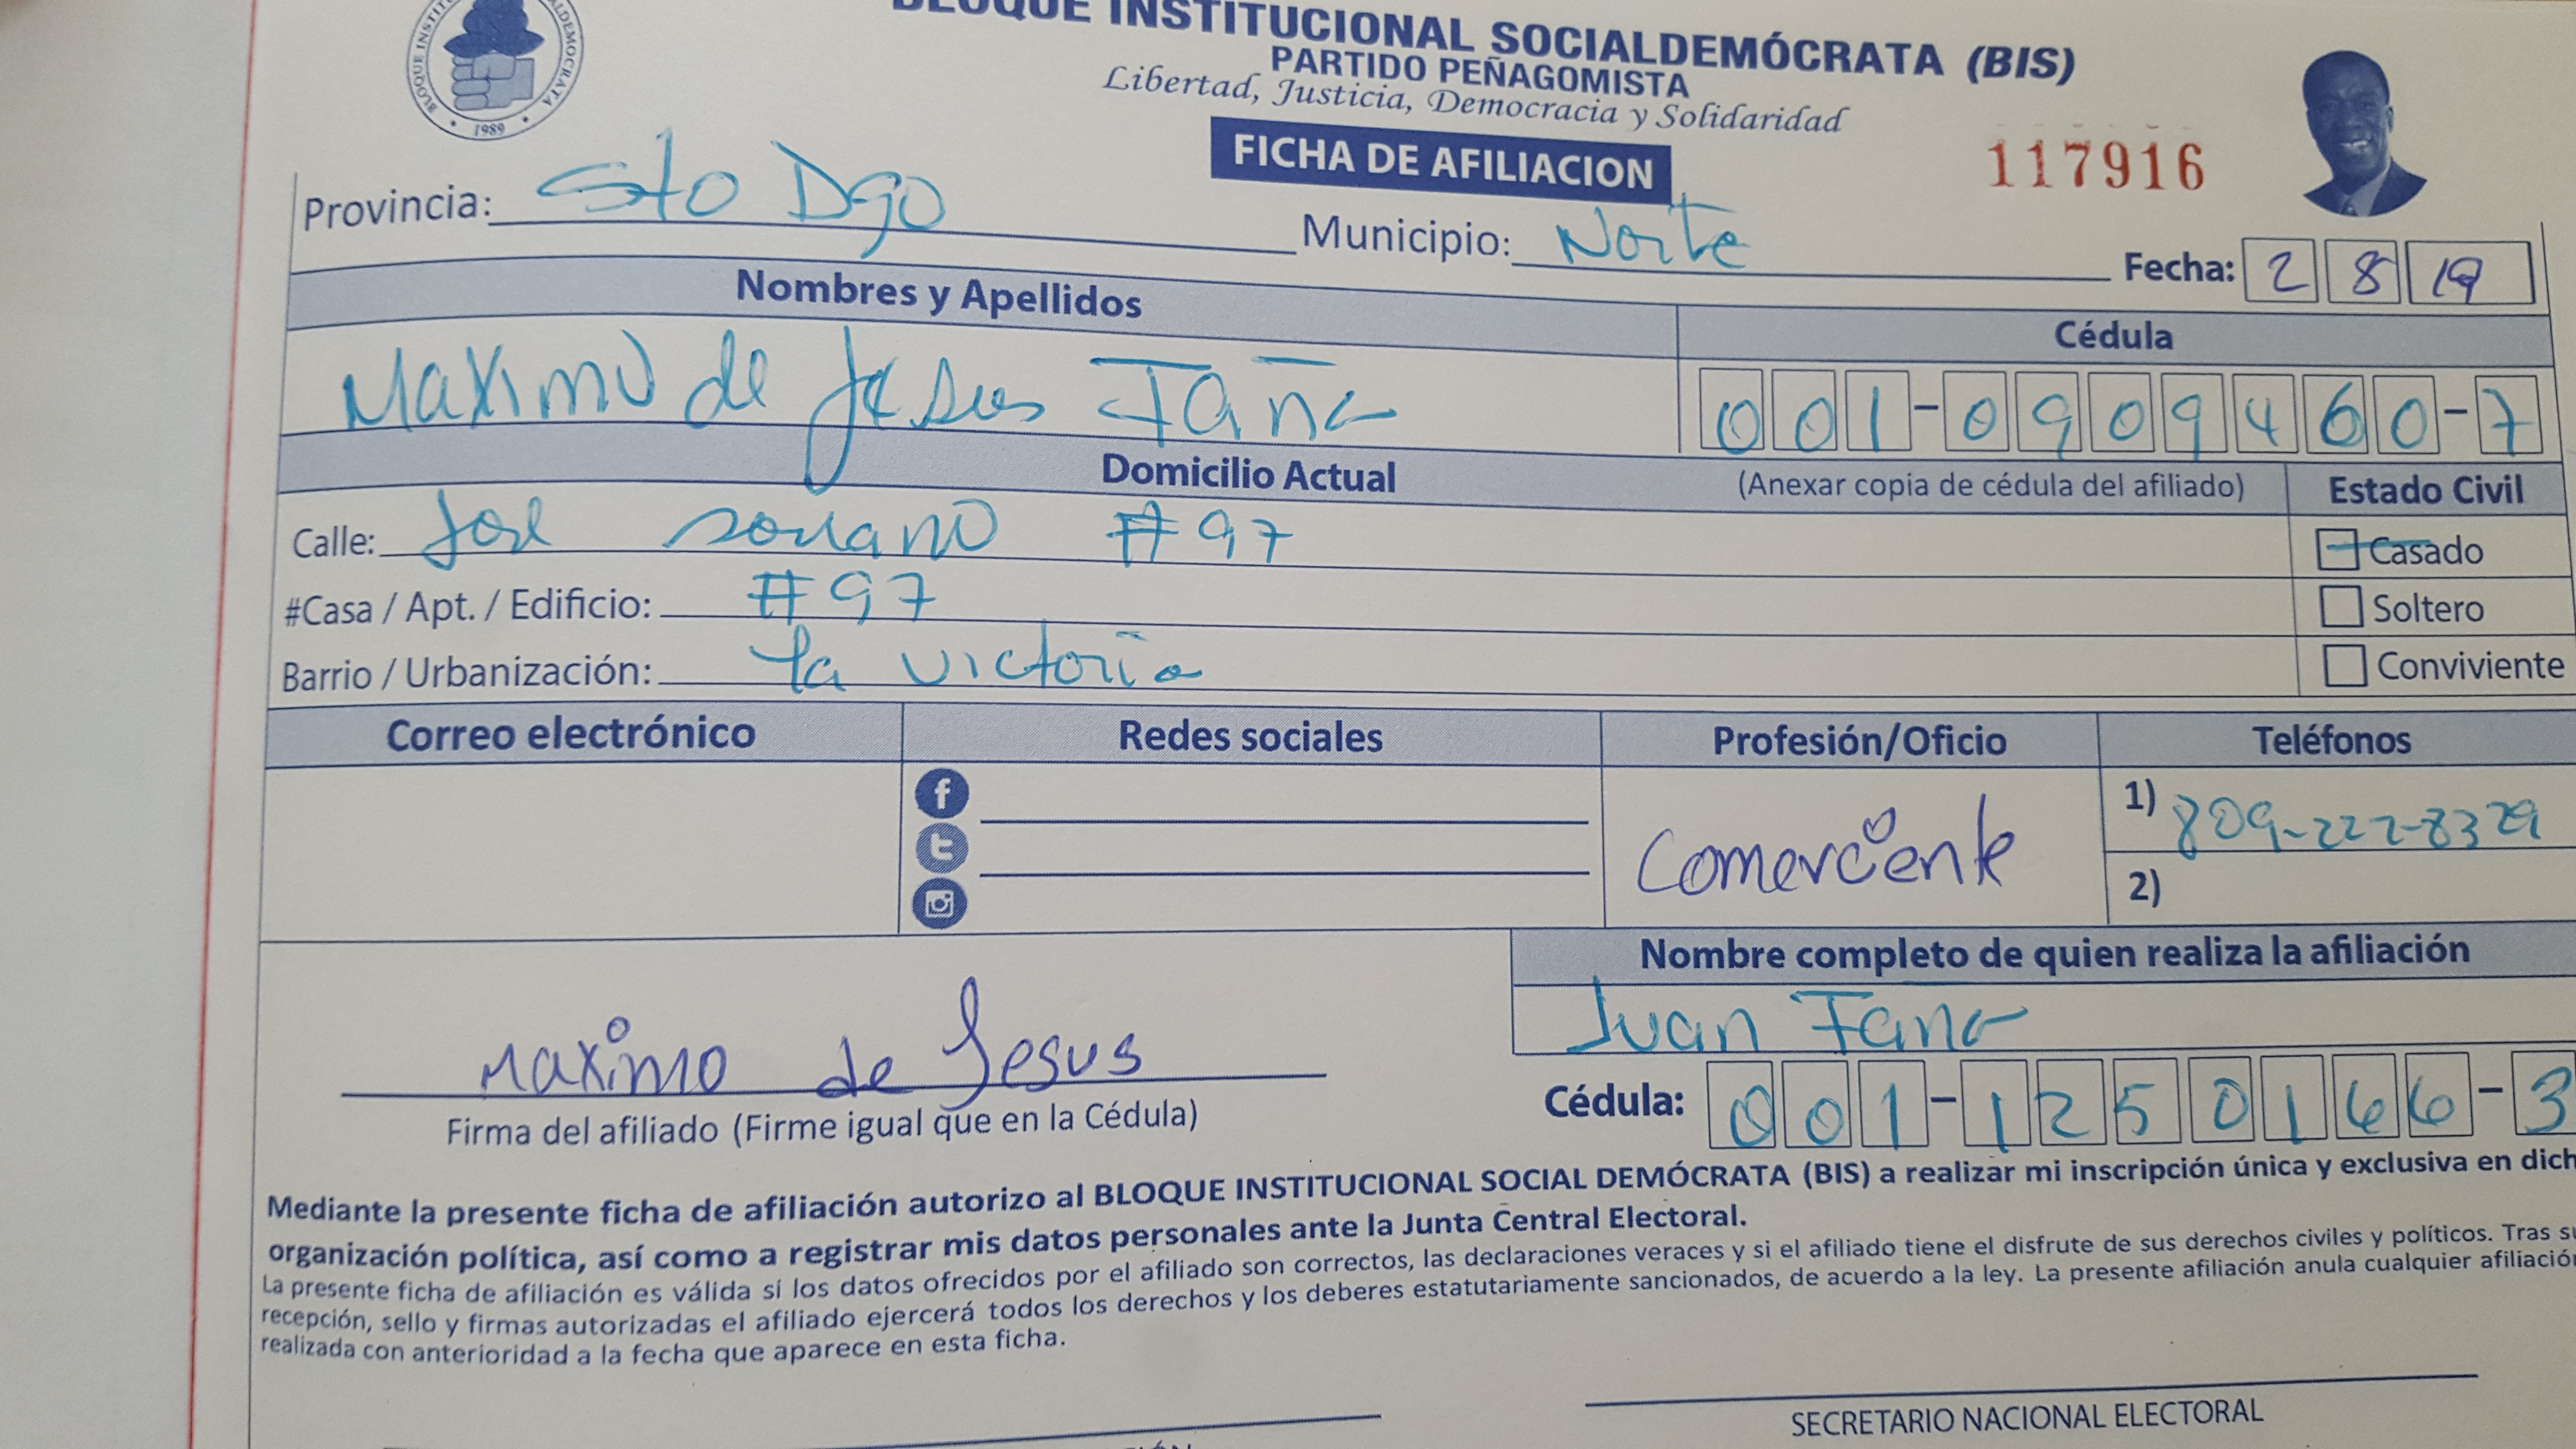 BLOQUE INSTITUCIONAL SOCIALDEMÓCRATA (BIS)
PARTIDO PEÑAGOMISTA
Libertad, Justicia, Democracia y Solidaridad
1989
FICHA DE AFILIACION
117916
Provincia: Sto Dgo
Municipio: Norte
Fecha: 2 8 19
Nombres y Apellidos
Cédula
Maximo de Jesus
001-0909460-7
Domicilio Actual
(Anexar copia de cédula del afiliado)
Estado Civil
Calle: Jose soriano #97
Casado
#Casa / Apt. / Edificio: #97
Soltero
Barrio / Urbanización: la victoria
Conviviente
Correo electrónico
Redes sociales
Profesión/Oficio
Teléfonos
Comerciente
1) 809-222-8329
2)
Nombre completo de quien realiza la afiliación
Juan Fana
Maximo de Jesus
Firma del afiliado (Firme igual que en la Cédula)
Cédula: 001-1250166-3
Mediante la presente ficha de afiliación autorizo al BLOQUE INSTITUCIONAL SOCIAL DEMÓCRATA (BIS) a realizar mi inscripción única y exclusiva en dich
organización política, así como a registrar mis datos personales ante la Junta Central Electoral.
La presente ficha de afiliación es válida si los datos ofrecidos por el afiliado son correctos, las declaraciones veraces y si el afiliado tiene el disfrute de sus derechos civiles y políticos. Tras su
recepción, sello y firmas autorizadas el afiliado ejercerá todos los derechos y los deberes estatutariamente sancionados, de acuerdo a la ley. La presente afiliación anula cualquier afiliación
realizada con anterioridad a la fecha que aparece en esta ficha.
SECRETARIO NACIONAL ELECTORAL